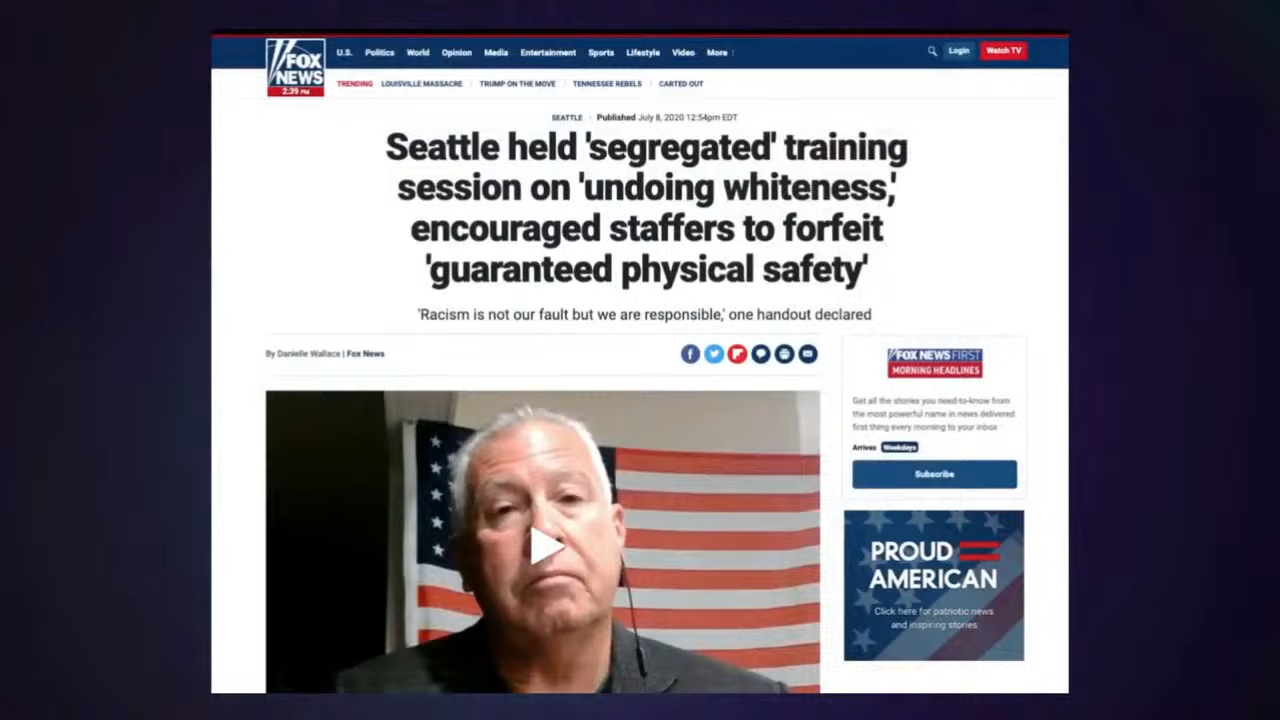 FOX
NEWS
2:39 PM
U.S. Politics World Opinion Media Entertainment Sports Lifestyle Video More
Login Watch TV
TRENDING LOUISVILLE MASSACRE TRUMP ON THE MOVE TENNESSEE REBELS CARTED OUT
SEATTLE · Published July 8, 2020 12:54pm EDT
Seattle held 'segregated' training
session on 'undoing whiteness,'
encouraged staffers to forfeit
'guaranteed physical safety'
'Racism is not our fault but we are responsible,' one handout declared
By Danielle Wallace | Fox News
FOX NEWS FIRST
MORNING HEADLINES
Get all the stories you need-to-know from
the most powerful name in news delivered
first thing every morning to your inbox
Arrives Weekdays
Subscribe
PROUD
AMERICAN
Click here for patriotic news
and inspiring stories